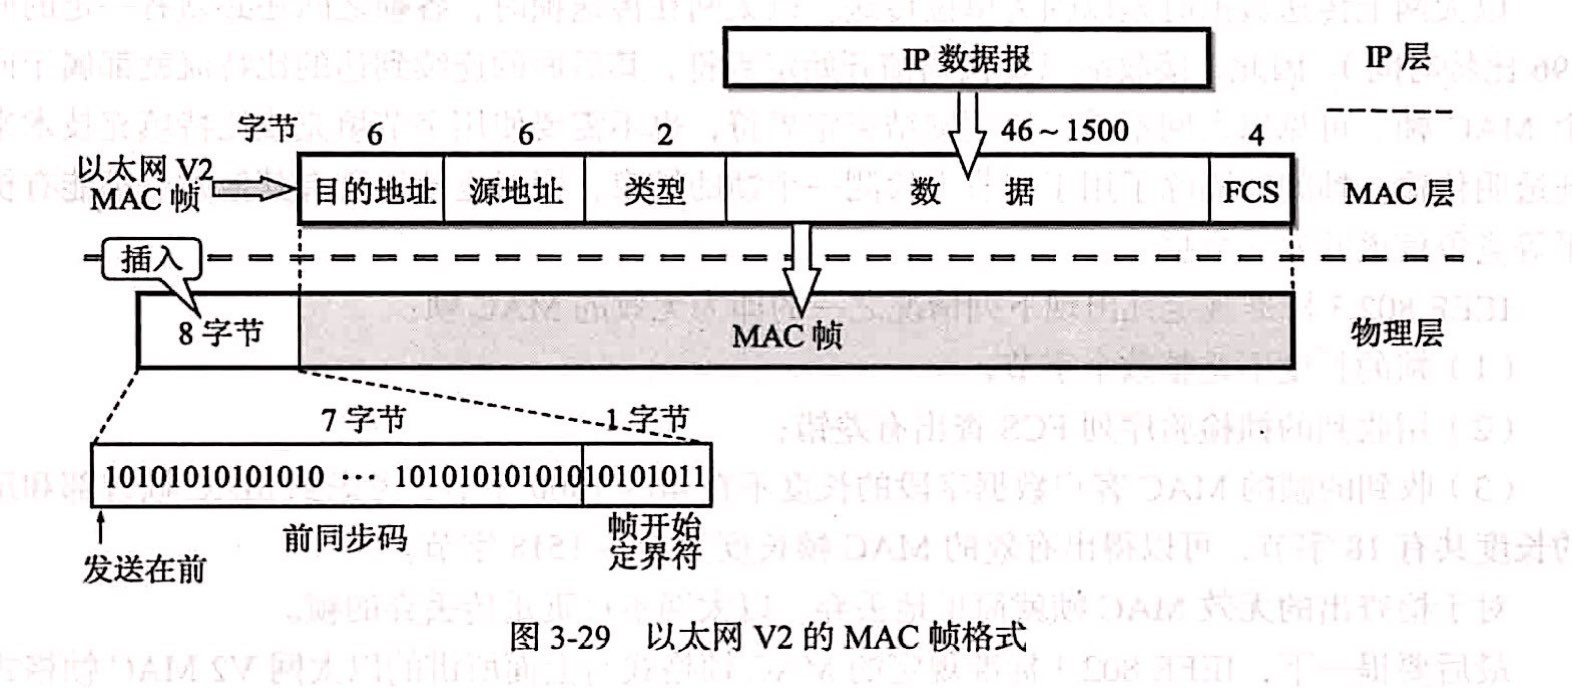 IP 数据报
IP 层
字节 6 6 2 46~1500 4
以太网 V2
MAC 帧
目的地址 源地址 类型 数 据 FCS
MAC 层
插入
8 字节
MAC 帧
物理层
7 字节 1 字节
10101010101010 ··· 101010101010 10101011
发送在前
前同步码
帧开始
定界符
图 3-29 以太网 V2 的 MAC 帧格式